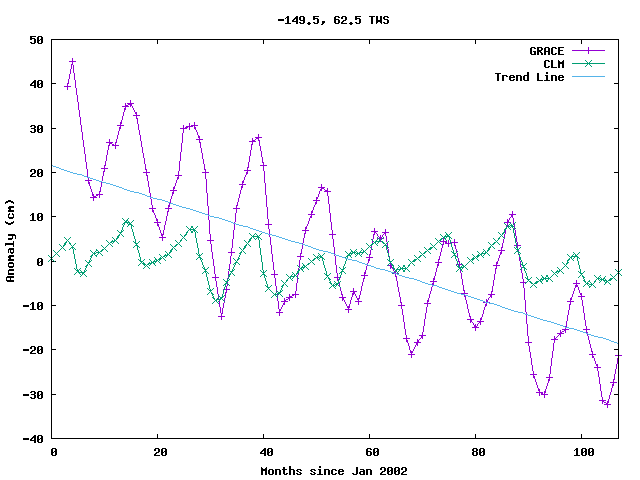 -149.5, 62.5 TWS
GRACE
CLM
Trend Line
Anomaly (cm)
50
40
30
20
10
0
-10
-20
-30
-40
0 20 40 60 80 100
Months since Jan 2002